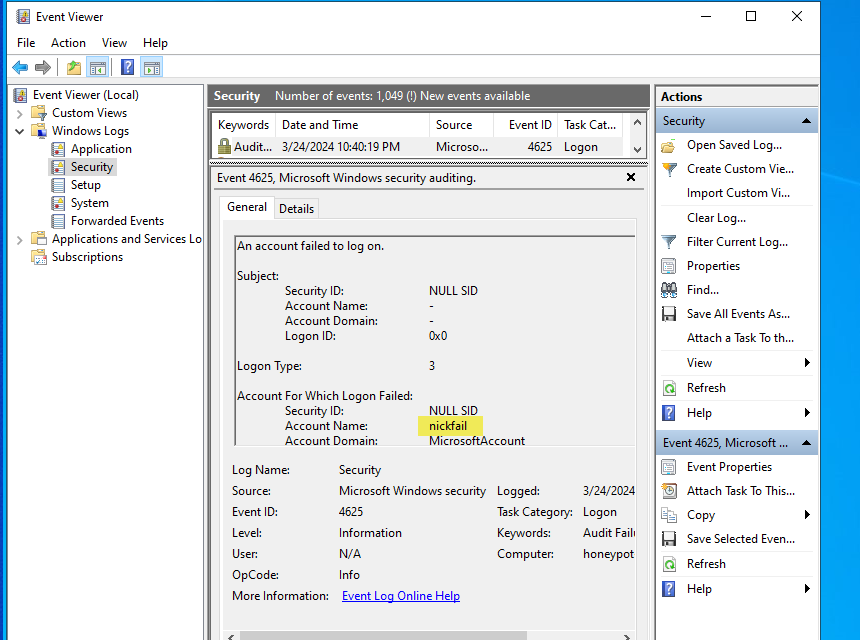 Event Viewer
File Action View Help
Event Viewer (Local)
Custom Views
Windows Logs
Application
Security
Setup
System
Forwarded Events
Applications and Services Lo
Subscriptions
Security Number of events: 1,049 (!) New events available
Keywords Date and Time Source Event ID Task Cat...
Audit... 3/24/2024 10:40:19 PM Microso... 4625 Logon
Event 4625, Microsoft Windows security auditing.
General Details
An account failed to log on.
Subject:
Security ID: NULL SID
Account Name: -
Account Domain: -
Logon ID: 0x0
Logon Type: 3
Account For Which Logon Failed:
Security ID: NULL SID
Account Name: nickfail
Account Domain: MicrosoftAccount
Log Name: Security
Source: Microsoft Windows security Logged: 3/24/2024
Event ID: 4625 Task Category: Logon
Level: Information Keywords: Audit Failu
User: N/A Computer: honeypot
OpCode: Info
More Information: Event Log Online Help
Actions
Security
Open Saved Log...
Create Custom Vie...
Import Custom Vi...
Clear Log...
Filter Current Log...
Properties
Find...
Save All Events As...
Attach a Task To th...
View
Refresh
Help
Event 4625, Microsoft ...
Event Properties
Attach Task To This...
Copy
Save Selected Even...
Refresh
Help